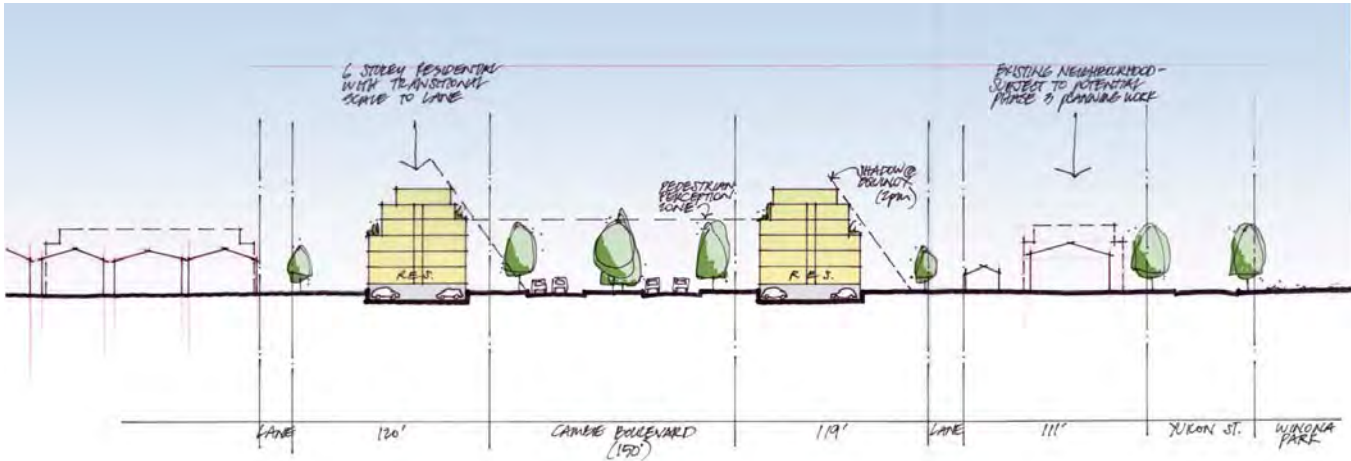 6 STOREY RESIDENTIAL
WITH TRANSITIONAL
SCALE TO LANE
EXISTING NEIGHBOURHOOD-
SUBJECT TO POTENTIAL
PHASE 3 PLANNING WORK
PEDESTRIAN
PERCEPTION
ZONE
SHADOW @
EQUINOX
(2pm)
RES.
RES.
LANE
120'
CAMBIE BOULEVARD
(150')
119'
LANE
111'
YUKON ST.
WINONA
PARK